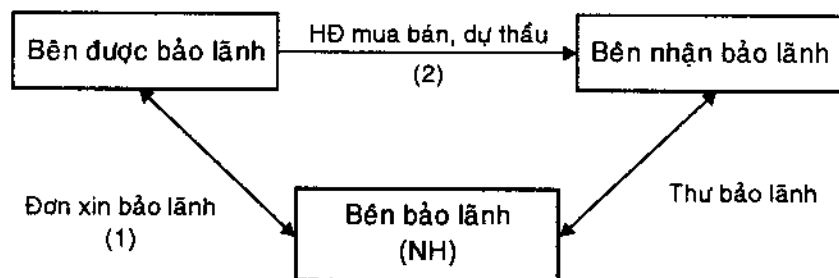 Bên được bảo lãnh
HĐ mua bán, dự thầu
(2)
Bên nhận bảo lãnh
Đơn xin bảo lãnh
(1)
Bên bảo lãnh
(NH)
Thư bảo lãnh